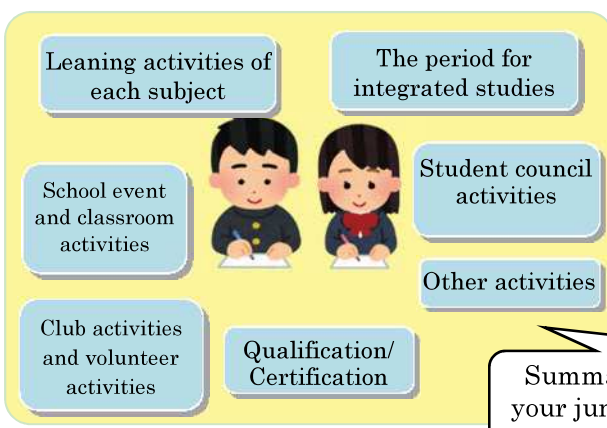 Leaning activities of
each subject
The period for
integrated studies
School event
and classroom
activities
Student council
activities
Other activities
Club activities
and volunteer
activities
Qualification/
Certification
your